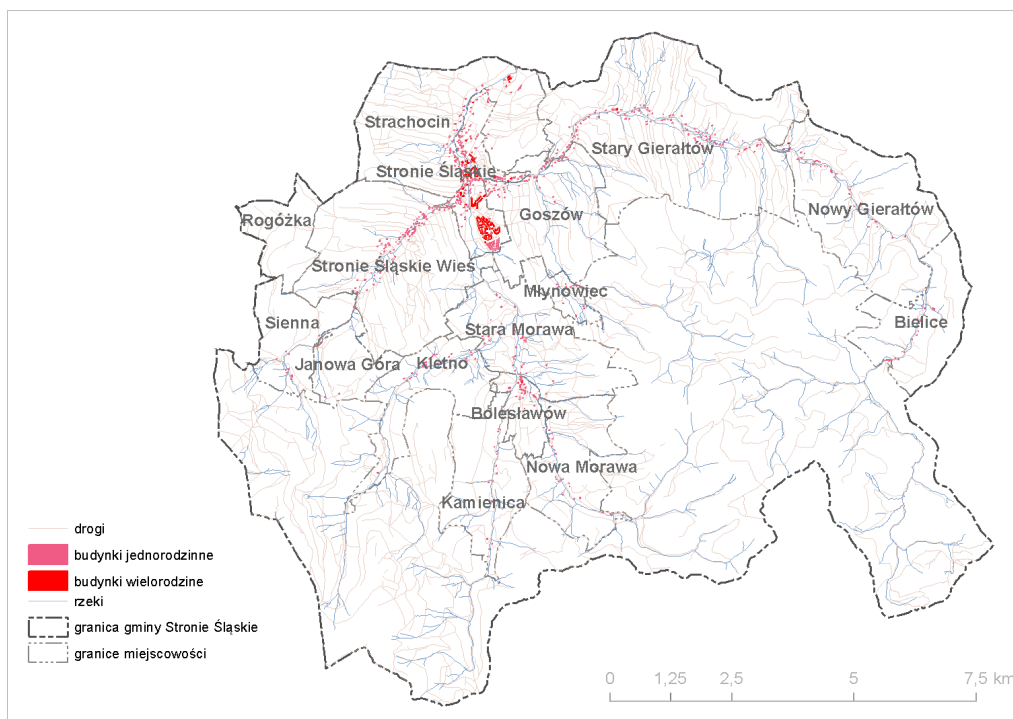 Strachocin
Stary Gierałtów
Stronie Śląskie
Rogóżka
Goszów
Nowy Gierałtów
Stronie Śląskie Wieś
Młynowiec
Sienna
Stara Morawa
Bielice
Janowa Góra
Kletno
Bolesławów
Nowa Morawa
Kamienica
drogi
budynki jednorodzinne
budynki wielorodzine
rzeki
granica gminy Stronie Śląskie
granice miejscowości
0 1,25 2,5 5 7,5 km